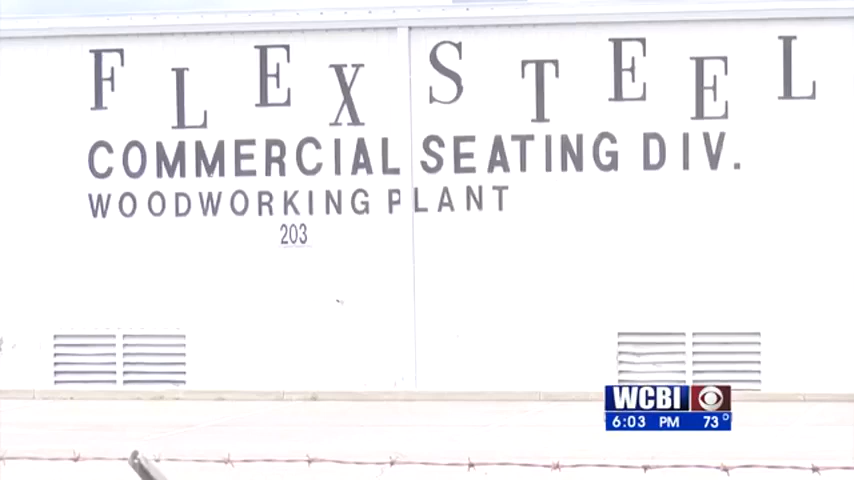 FLEXSTEEL
COMMERCIAL SEATING DIV.
WOODWORKING PLANT
203
WCBI
6:03 PM 73°